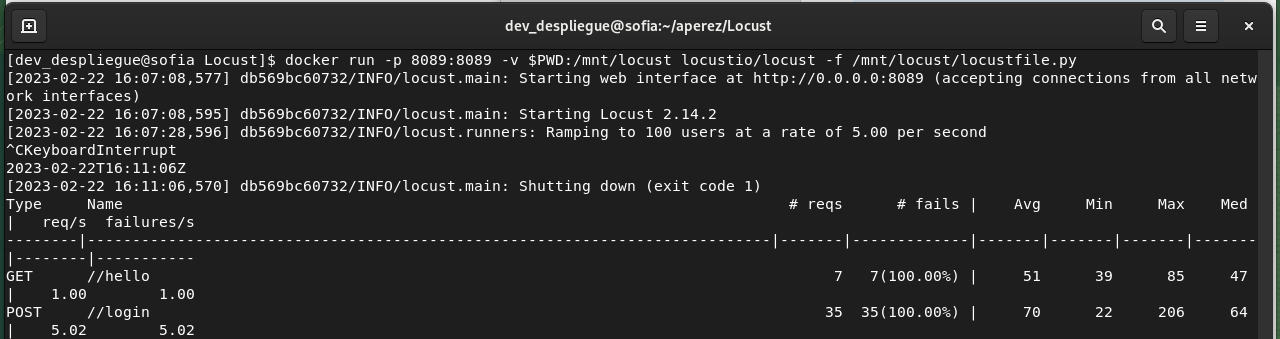 dev_despliegue@sofia:~/aperez/Locust
[dev_despliegue@sofia Locust]$ docker run -p 8089:8089 -v $PWD:/mnt/locust locustio/locust -f /mnt/locust/locustfile.py
[2023-02-22 16:07:08,577] db569bc60732/INFO/locust.main: Starting web interface at http://0.0.0.0:8089 (accepting connections from all netw
ork interfaces)
[2023-02-22 16:07:08,595] db569bc60732/INFO/locust.main: Starting Locust 2.14.2
[2023-02-22 16:07:28,596] db569bc60732/INFO/locust.runners: Ramping to 100 users at a rate of 5.00 per second
^CKeyboardInterrupt
2023-02-22T16:11:06Z
[2023-02-22 16:11:06,570] db569bc60732/INFO/locust.main: Shutting down (exit code 1)
Type     Name                                                                          # reqs      # fails |    Avg     Min     Max    Med
|   req/s  failures/s
--------|----------------------------------------------------------------------------|-------|-------------|-------|-------|-------|-------
|--------|-----------
GET      //hello                                                                            7   7(100.00%) |     51      39      85     47
|    1.00        1.00
POST     //login                                                                           35  35(100.00%) |     70      22     206     64
|    5.02        5.02